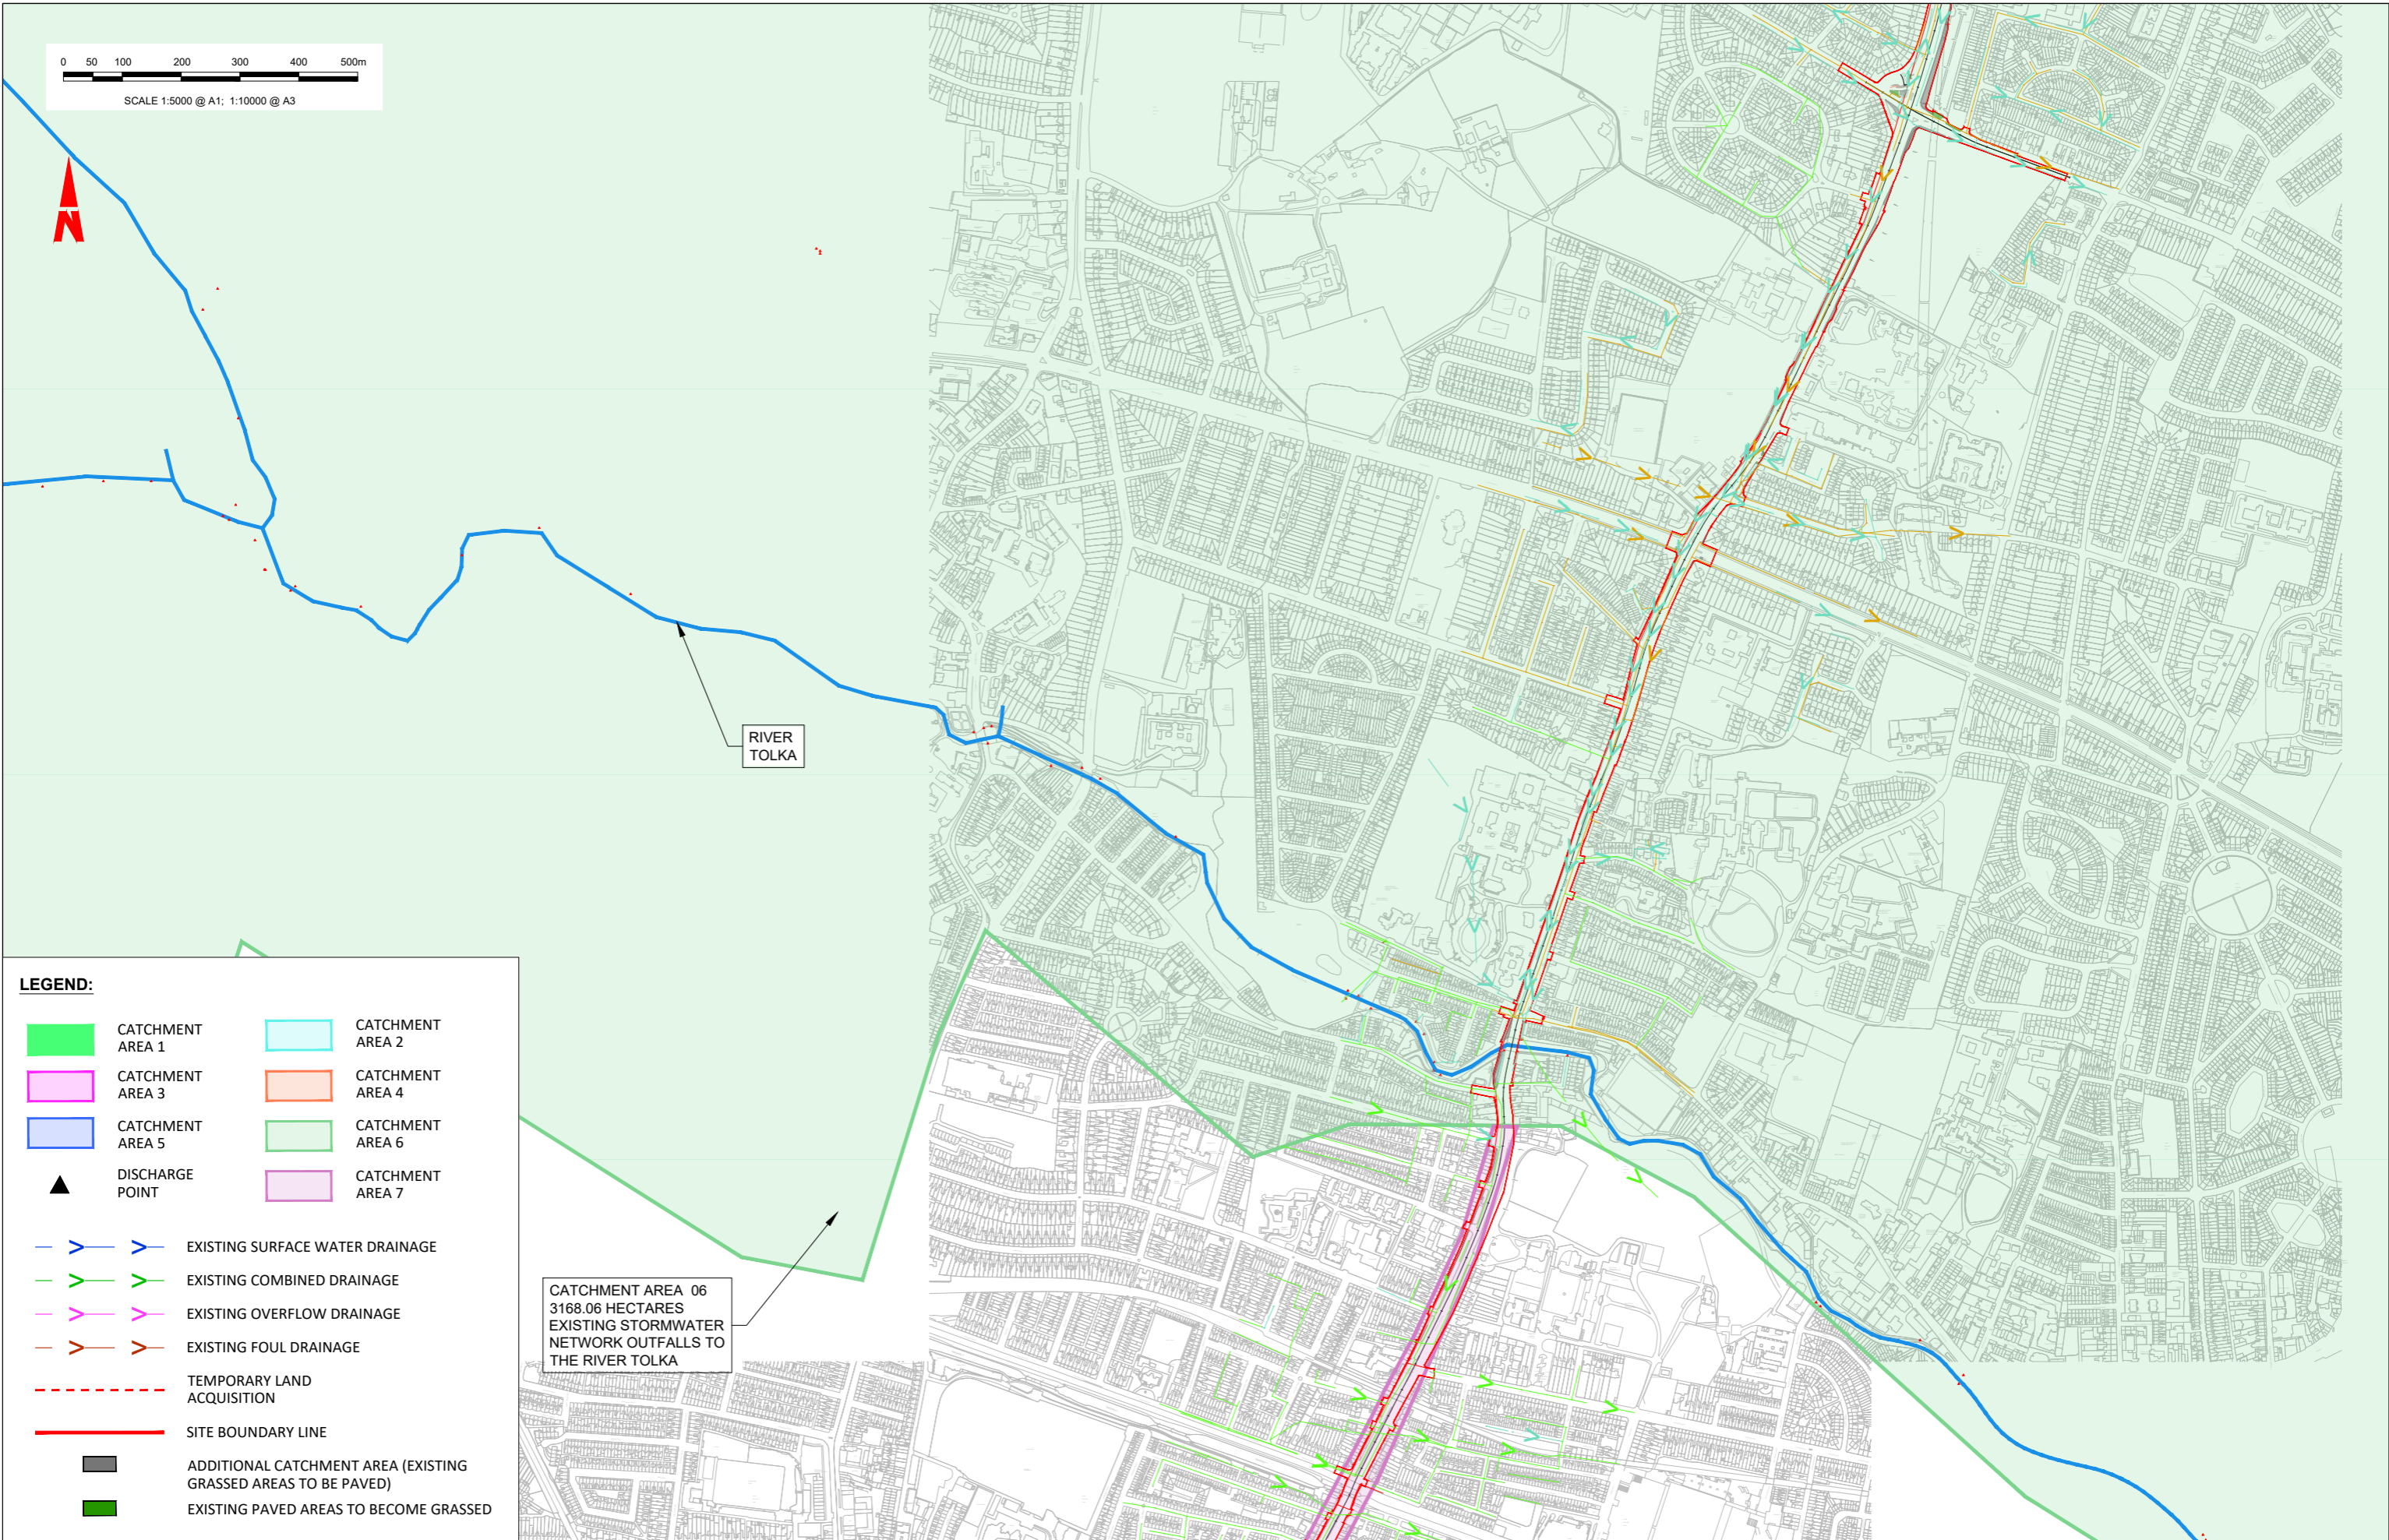 0 50 100 200 300 400 500m
SCALE 1:5000 @ A1; 1:10000 @ A3
N
RIVER
TOLKA
CATCHMENT AREA 06
3168.06 HECTARES
EXISTING STORMWATER
NETWORK OUTFALLS TO
THE RIVER TOLKA
LEGEND:
CATCHMENT
AREA 1
CATCHMENT
AREA 2
CATCHMENT
AREA 3
CATCHMENT
AREA 4
CATCHMENT
AREA 5
CATCHMENT
AREA 6
DISCHARGE
POINT
CATCHMENT
AREA 7
EXISTING SURFACE WATER DRAINAGE
EXISTING COMBINED DRAINAGE
EXISTING OVERFLOW DRAINAGE
EXISTING FOUL DRAINAGE
TEMPORARY LAND
ACQUISITION
SITE BOUNDARY LINE
ADDITIONAL CATCHMENT AREA (EXISTING
GRASSED AREAS TO BE PAVED)
EXISTING PAVED AREAS TO BECOME GRASSED